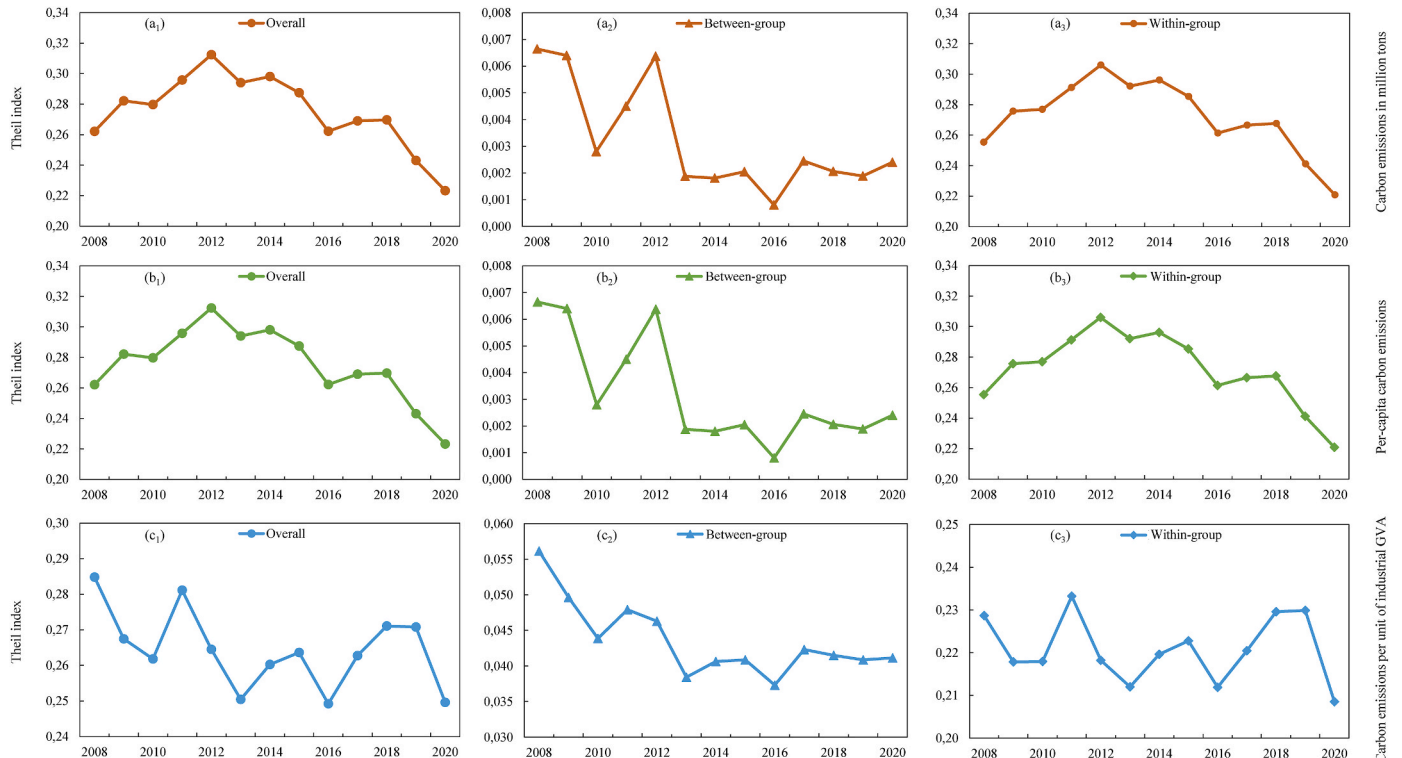 (a1) Overall
0,34
0,32
0,30
0,28
0,26
0,24
0,22
0,20
Theil index
2008 2010 2012 2014 2016 2018 2020
(a2) Between-group
0,008
0,007
0,006
0,005
0,004
0,003
0,002
0,001
0,000
2008 2010 2012 2014 2016 2018 2020
(a3) Within-group
0,34
0,32
0,30
0,28
0,26
0,24
0,22
0,20
2008 2010 2012 2014 2016 2018 2020
Carbon emissions in million tons
(b1) Overall
0,34
0,32
0,30
0,28
0,26
0,24
0,22
0,20
Theil index
2008 2010 2012 2014 2016 2018 2020
(b2) Between-group
0,008
0,007
0,006
0,005
0,004
0,003
0,002
0,001
0,000
2008 2010 2012 2014 2016 2018 2020
(b3) Within-group
0,34
0,32
0,30
0,28
0,26
0,24
0,22
0,20
2008 2010 2012 2014 2016 2018 2020
Per-capita carbon emissions
(c1) Overall
0,30
0,29
0,28
0,27
0,26
0,25
0,24
Theil index
2008 2010 2012 2014 2016 2018 2020
(c2) Between-group
0,060
0,055
0,050
0,045
0,040
0,035
0,030
2008 2010 2012 2014 2016 2018 2020
(c3) Within-group
0,25
0,24
0,23
0,22
0,21
0,20
2008 2010 2012 2014 2016 2018 2020
Carbon emissions per unit of industrial GVA